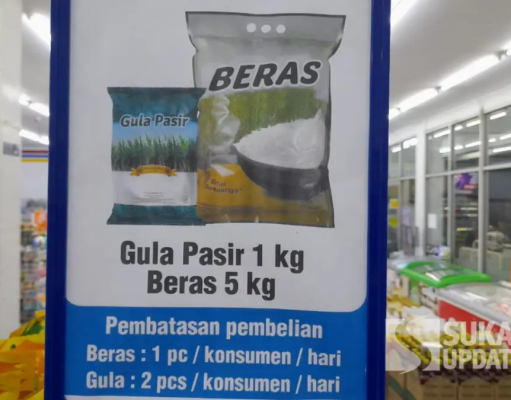 BERAS
Gula Pasir
Gula Pasir 1 kg
Beras 5 kg
Pembatasan pembelian
Beras : 1 pc / konsumen / hari
Gula : 2 pcs / konsumen / hari
SUKA
UPDAT